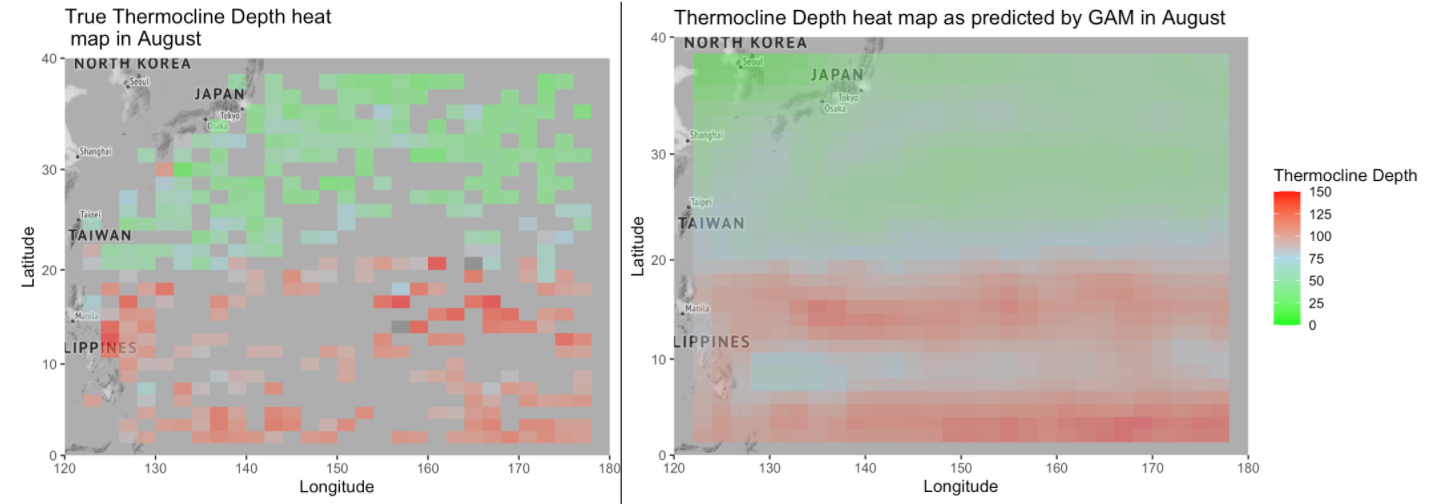 True Thermocline Depth heat
map in August
40
30
20
10
0
Latitude
NORTH KOREA
Seoul
JAPAN
Tokyo
Osaka
Shanghai
Taipei
TAIWAN
Manila
LIPPINES
120
130
140
150
160
170
180
Longitude
Thermocline Depth heat map as predicted by GAM in August
40
30
20
10
0
Latitude
NORTH KOREA
Seoul
JAPAN
Tokyo
Osaka
Shanghai
Taipei
TAIWAN
Manila
LIPPINES
120
130
140
150
160
170
180
Longitude
Thermocline Depth
150
125
100
75
50
25
0